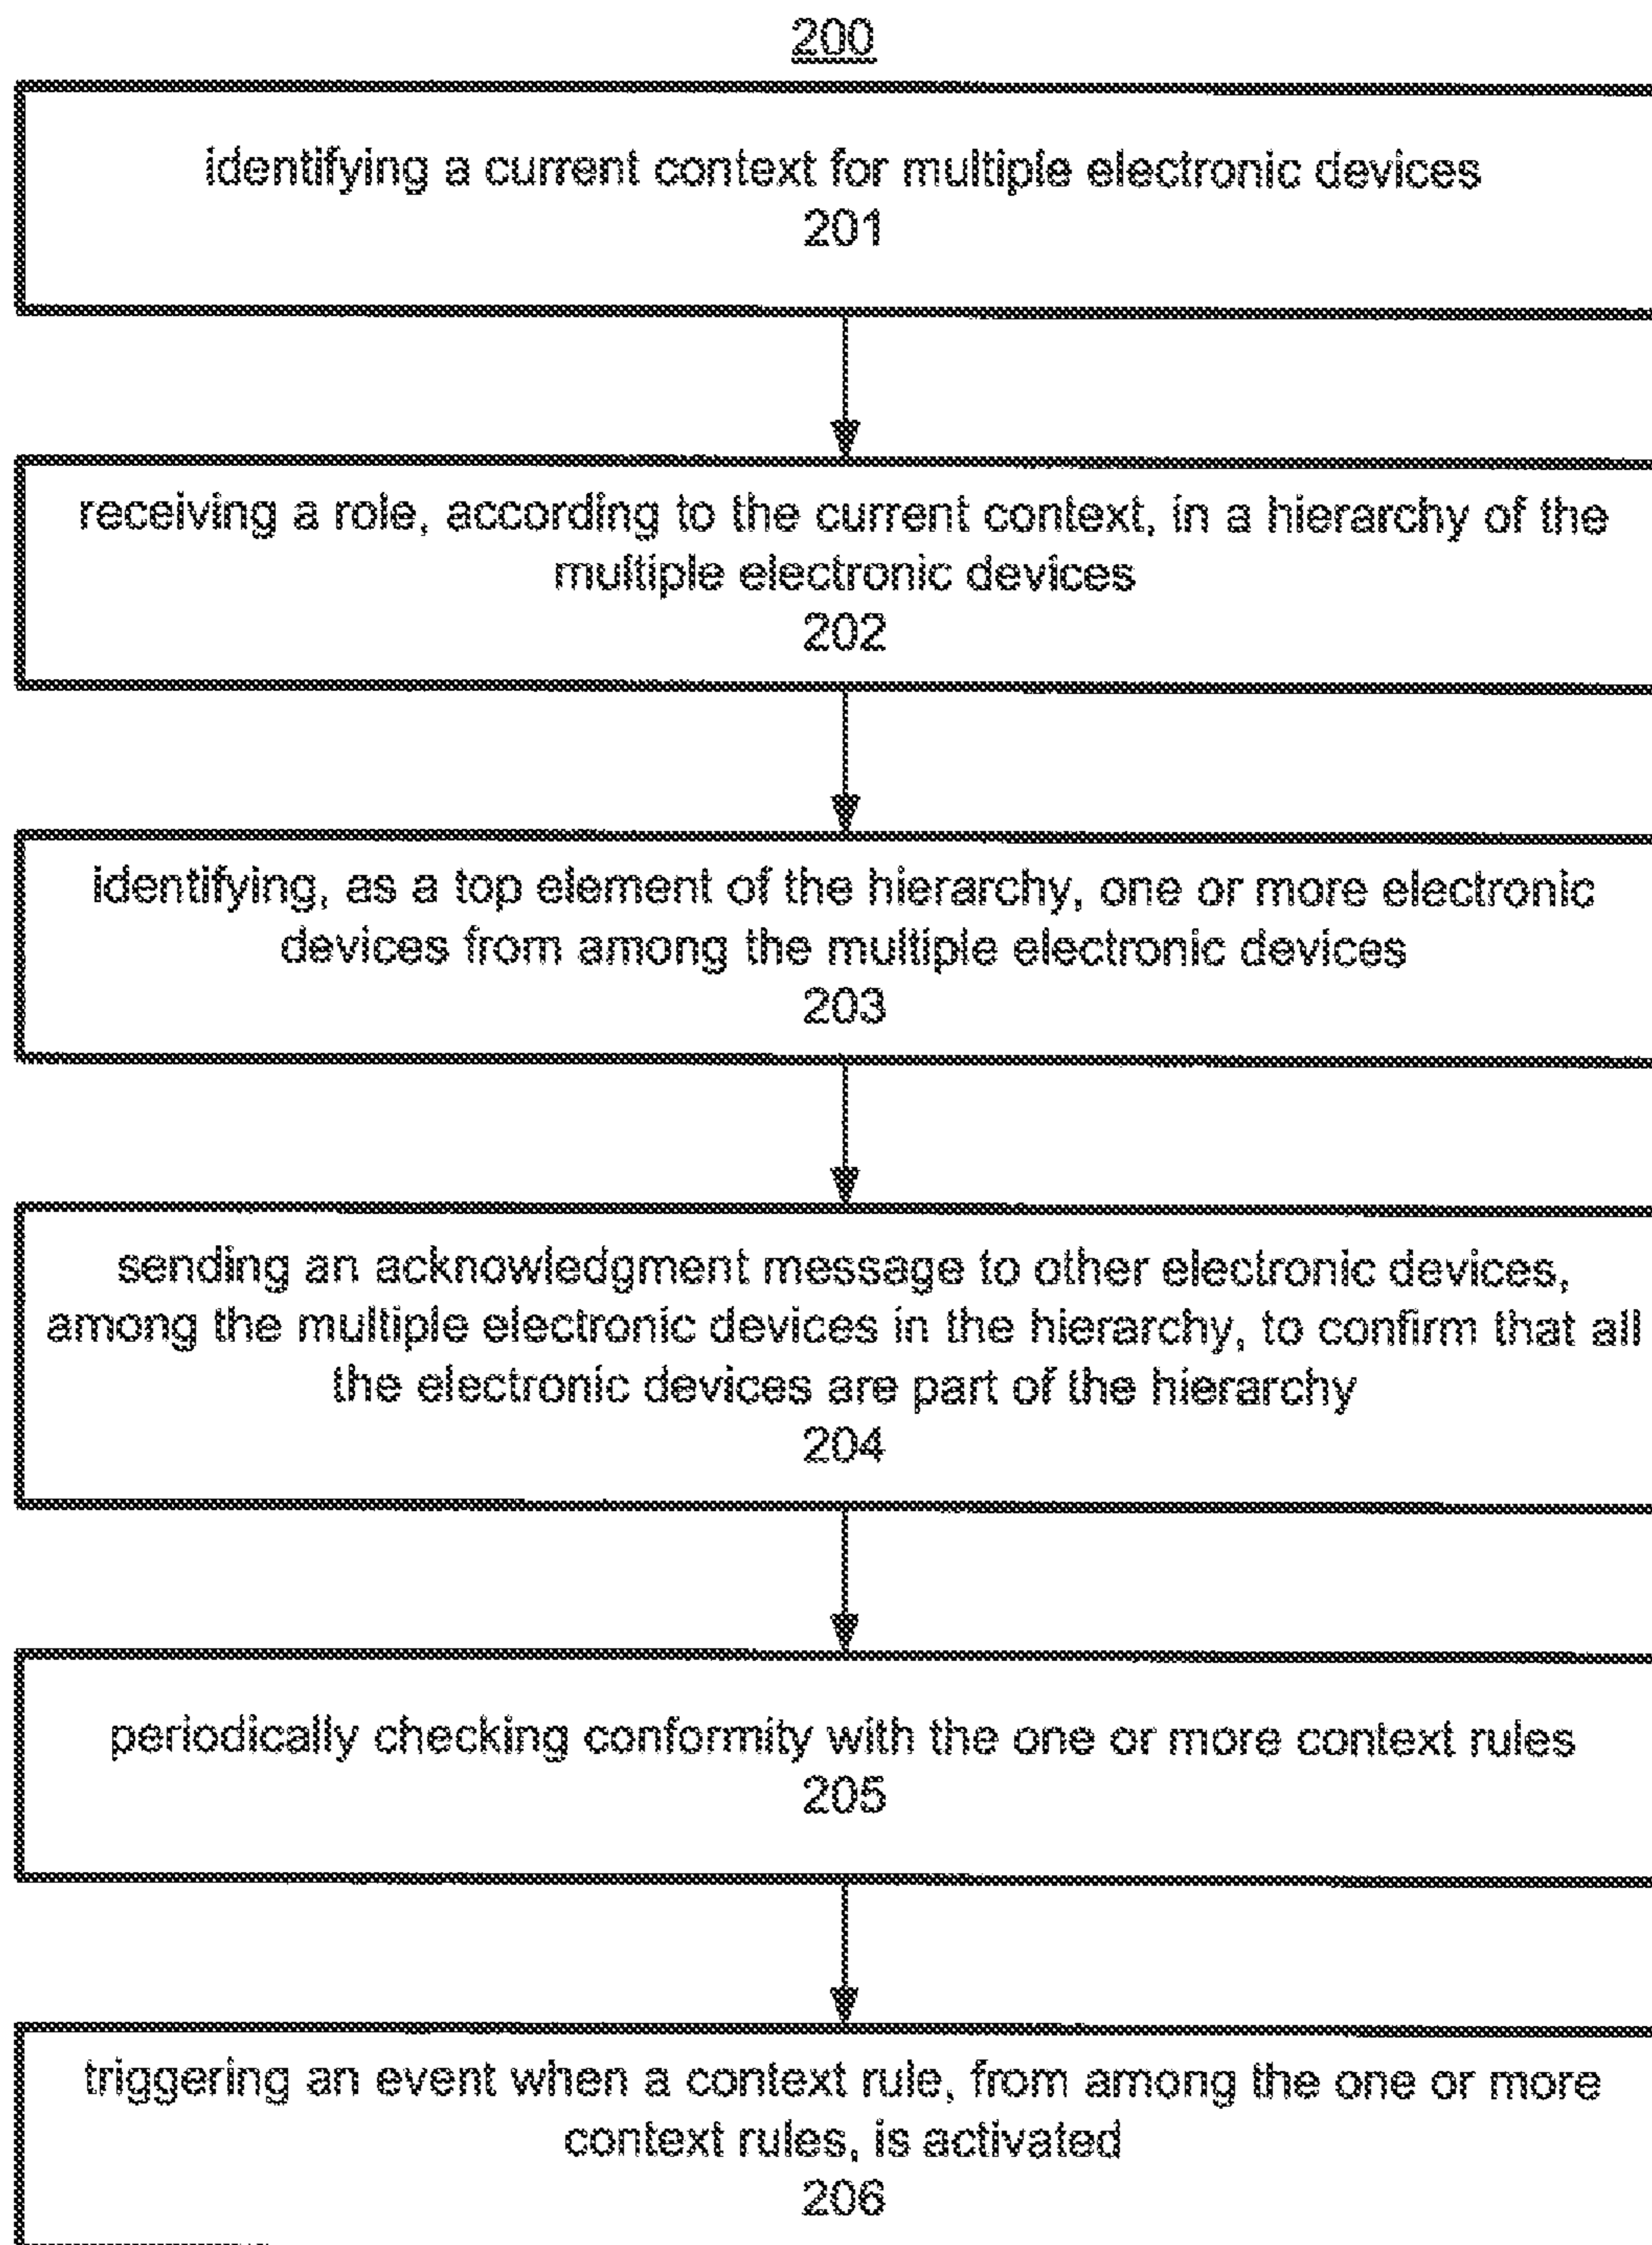 200
identifying a current context for multiple electronic devices
201
receiving a role, according to the current context, in a hierarchy of the
multiple electronic devices
202
identifying, as a top element of the hierarchy, one or more electronic
devices from among the multiple electronic devices
203
sending an acknowledgment message to other electronic devices,
among the multiple electronic devices in the hierarchy, to confirm that all
the electronic devices are part of the hierarchy
204
periodically checking conformity with the one or more context rules
205
triggering an event when a context rule, from among the one or more
context rules, is activated
206